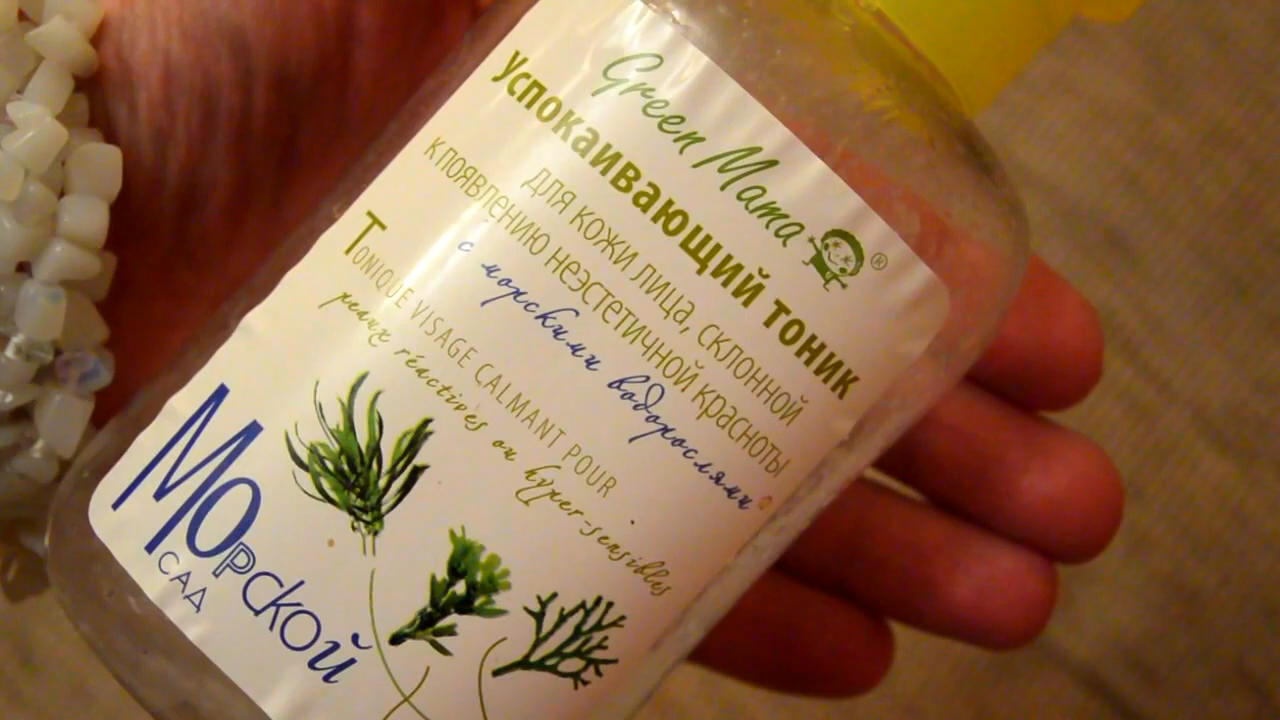 Green Mama ®
Успокаивающий тоник
для кожи лица, склонной
к появлению неэстетичной красноты
с морскими водорослями
TONIQUE VISAGE CALMANT POUR
peaux réactives ou hyper-sensibles
Морской
САД